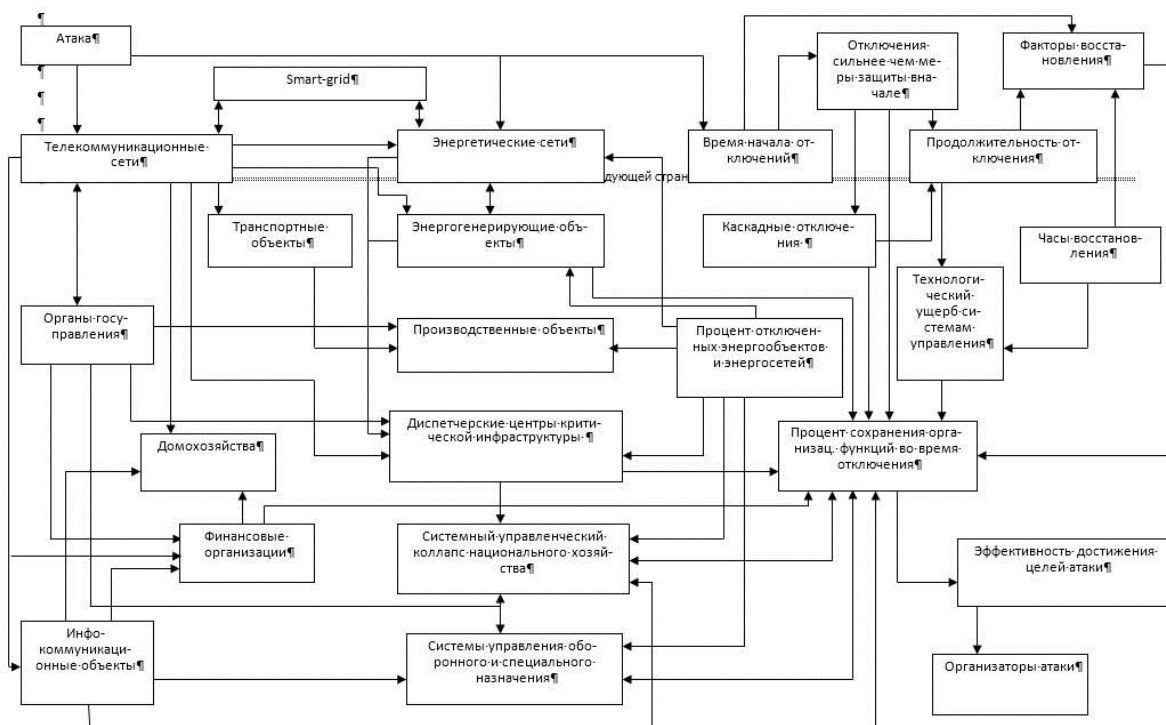 ¶
Атака¶
¶
¶
¶
Smart-grid¶
Отключения·
сильнее·чем·ме-
ры·защиты·вна-
чале¶
Факторы·восста-
новления¶
Телекоммуникационные·
сети¶
Энергетические·сети¶
Время·начала·от-
ключений¶
Продолжительность·от-
ключения¶
дующей стран
Транспортные·
объекты¶
Энергогенерирующие·объ-
екты¶
Каскадные·отключе-
ния·¶
Часы·восстанов-
ления¶
Технологи-
ческий·
ущерб·си-
стемам·
управления¶
Органы·госу-
правления¶
Производственные·объекты¶
Процент·отключен-
ных·энергообъектов·
и·энергосетей¶
Диспетчерские·центры·крит-
ической·инфраструктуры·¶
Процент·сохранения·орга-
низац.·функций·во·время·
отключения¶
Домохозяйства¶
Финансовые·
организации¶
Системный·управленческий·
коллапс·национального·хозяй-
ства¶
Эффективность·достижения·
целей·атаки¶
Инфо-
коммуникаци-
онные·объекты¶
Системы·управления·обо-
ронного·и·специального·
назначения¶
Организаторы·атаки¶